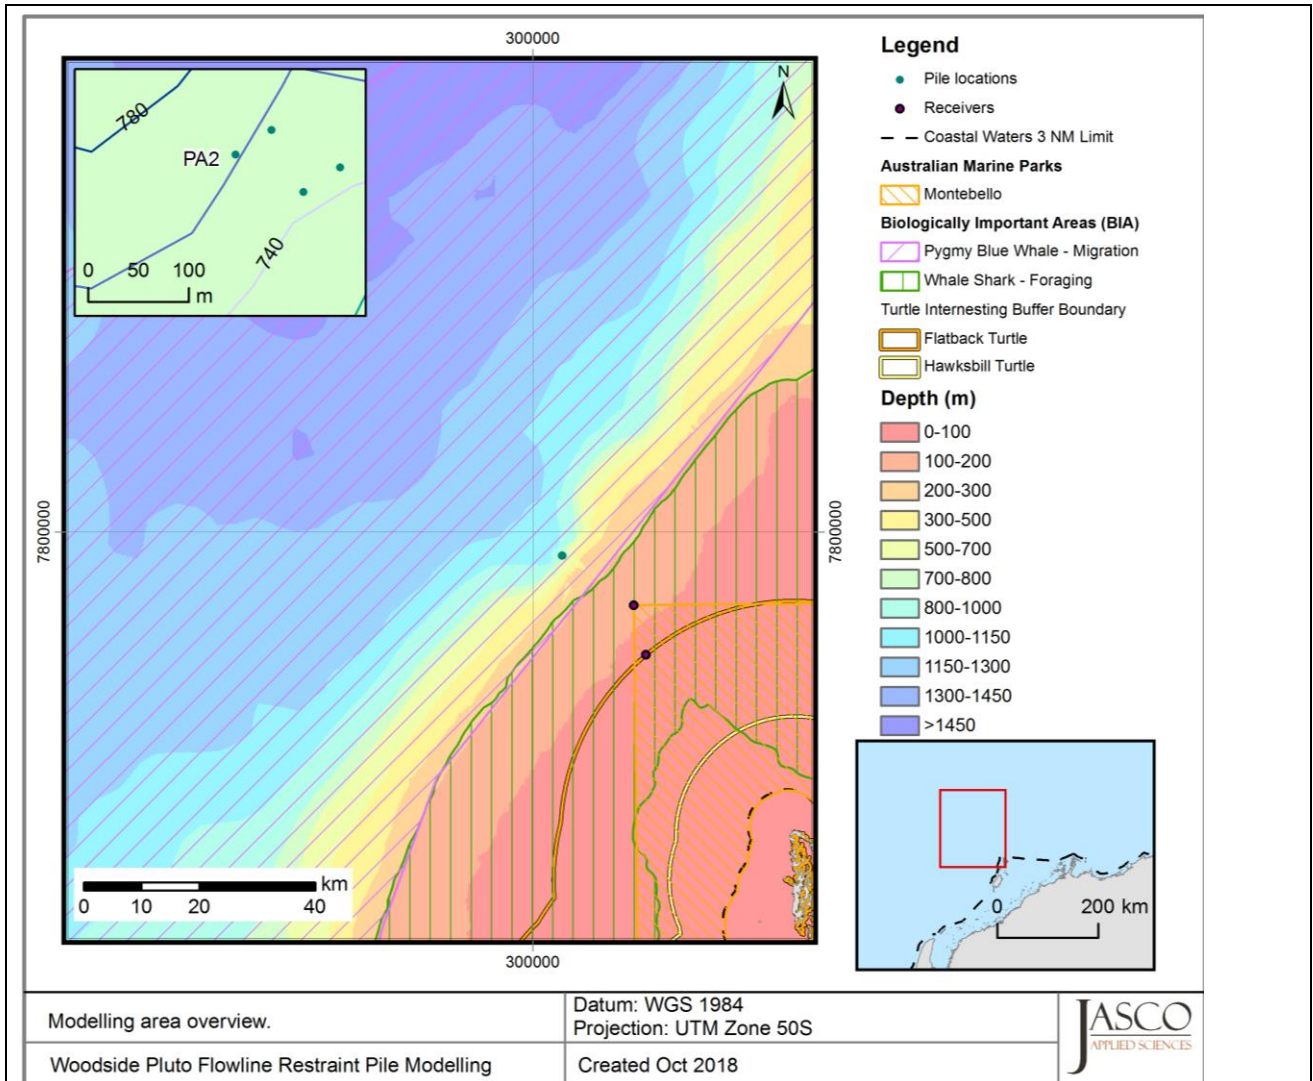 300000
N
780
PA2
740
0 50 100
m
7800000
7800000
km
0 10 20 40
300000
Legend
Pile locations
Receivers
Coastal Waters 3 NM Limit
Australian Marine Parks
Montebello
Biologically Important Areas (BIA)
Pygmy Blue Whale - Migration
Whale Shark - Foraging
Turtle Internesting Buffer Boundary
Flatback Turtle
Hawksbill Turtle
Depth (m)
0-100
100-200
200-300
300-500
500-700
700-800
800-1000
1000-1150
1150-1300
1300-1450
>1450
0 200 km
Modelling area overview.
Datum: WGS 1984
Projection: UTM Zone 50S
Woodside Pluto Flowline Restraint Pile Modelling
Created Oct 2018
JASCO
APPLIED SCIENCES